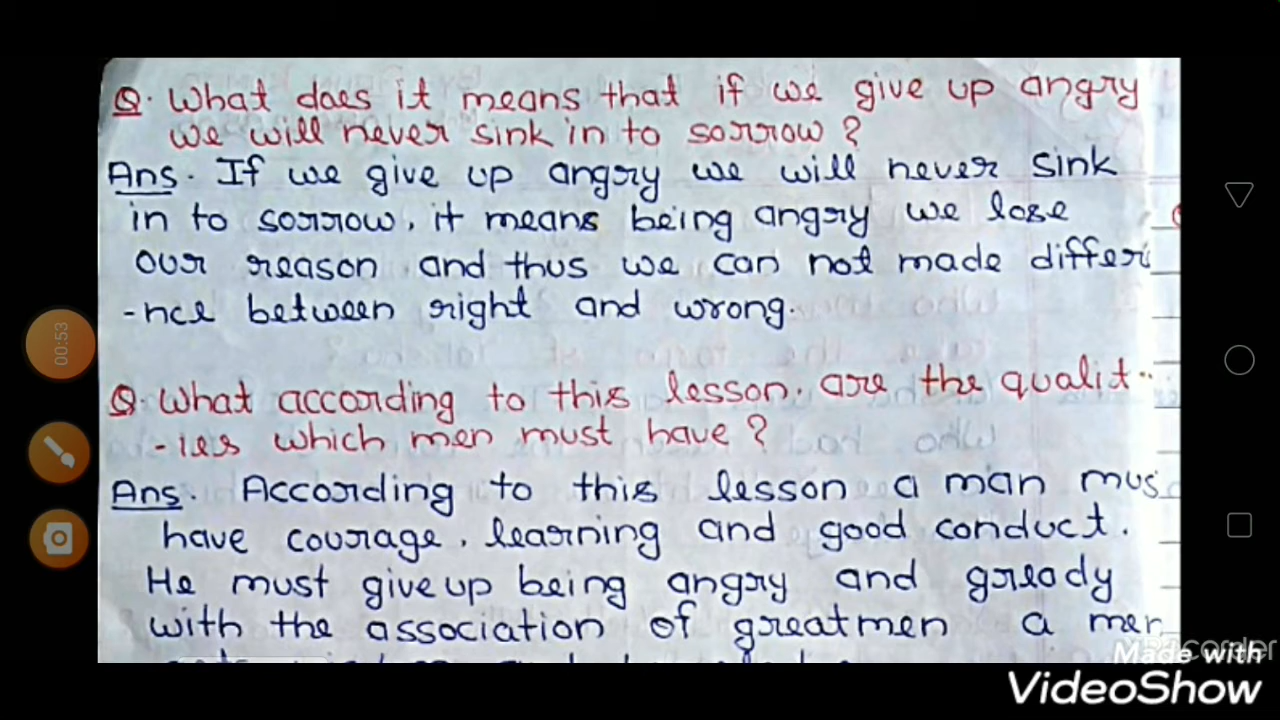 Q. What does it means that if we give up angry
we will never sink in to sorrow ?
Ans. If we give up angry we will never sink
in to sorrow, it means being angry we lose
our reason and thus we can not made differe
-nce between right and wrong.
Q. What according to this lesson. are the qualit
-ies which men must have ?
Ans. According to this lesson a man mus
have courage, learning and good conduct.
He must give up being angry and gready
with the association of greatmen a men
00:53
Made with
VideoShow